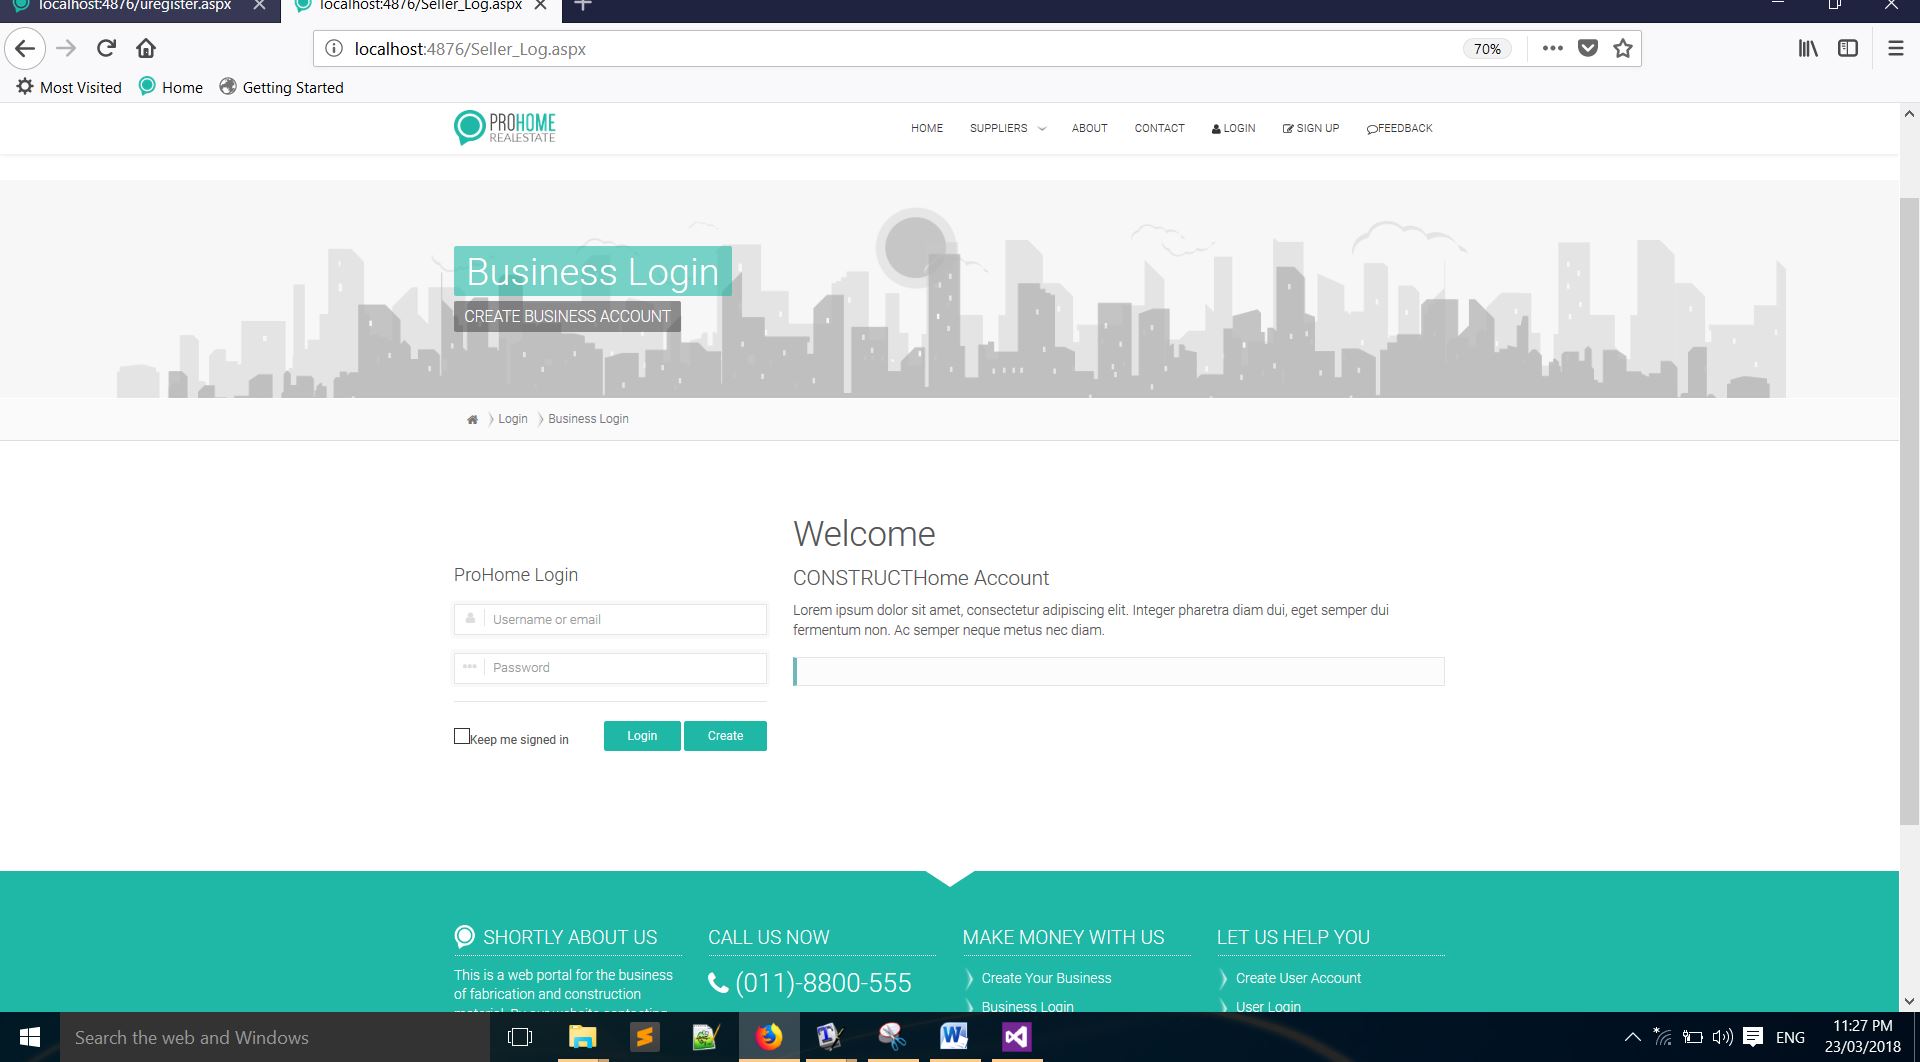 localhost:4876/uregister.aspx
localhost:4876/Seller_Log.aspx
localhost:4876/Seller_Log.aspx
70%
Most Visited
Home
Getting Started
PROHOME
REALESTATE
HOME
SUPPLIERS
ABOUT
CONTACT
LOGIN
SIGN UP
FEEDBACK
Business Login
CREATE BUSINESS ACCOUNT
Login
Business Login
Welcome
ProHome Login
CONSTRUCTHome Account
Username or email
Lorem ipsum dolor sit amet, consectetur adipiscing elit. Integer pharetra diam dui, eget semper dui
fermentum non. Ac semper neque metus nec diam.
Password
Keep me signed in
Login
Create
SHORTLY ABOUT US
This is a web portal for the business
of fabrication and construction
material. By our website contacting
CALL US NOW
(011)-8800-555
MAKE MONEY WITH US
Create Your Business
Business Login
LET US HELP YOU
Create User Account
User Login
Search the web and Windows
ENG
11:27 PM
23/03/2018